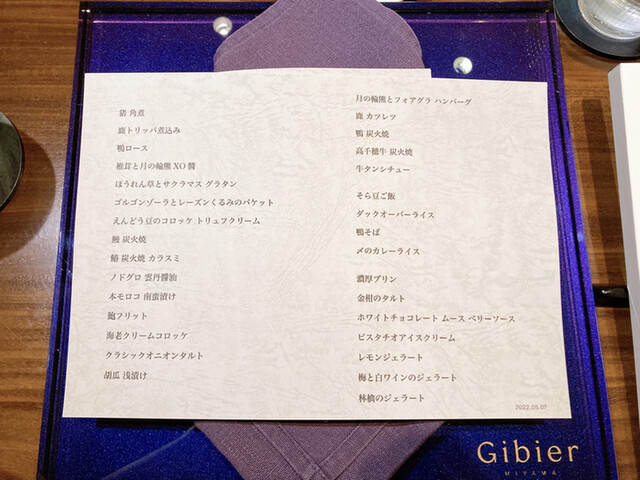 猪 角煮
鹿トリッパ煮込み
鴨ロース
椎茸と月の輪熊 XO 醤
ほうれん草とサクラマス グラタン
ゴルゴンゾーラとレーズンくるみのバケット
えんどう豆のコロッケ トリュフクリーム
鰻 炭火焼
鰆 炭火焼 カラスミ
ノドグロ 雲丹醤油
本モロコ 南蛮漬け
鮑フリット
海老クリームコロッケ
クラシックオニオンタルト
胡瓜 浅漬け
月の輪熊とフォアグラ ハンバーグ
鹿 カツレツ
鴨 炭火焼
高千穂牛 炭火焼
牛タンシチュー
そら豆ご飯
ダックオーバーライス
鴨そば
〆のカレーライス
濃厚プリン
金柑のタルト
ホワイトチョコレート ムース ベリーソース
ピスタチオアイスクリーム
レモンジェラート
梅と白ワインのジェラート
林檎のジェラート
2022.05.07
Gibier
MIYAMA